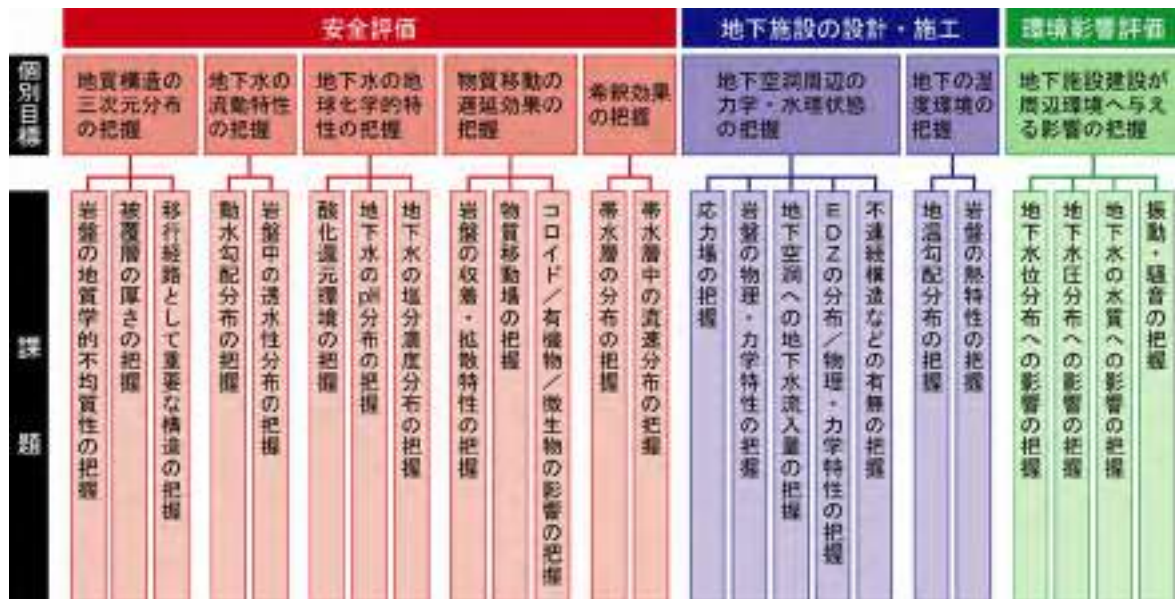 安全評価
地下施設の設計・施工
環境影響評価
個別目標
地質構造の
三次元分布
の把握
地下水の
流動特性
の把握
地下水の地
球化学的特
性の把握
物質移動の
遅延効果の
把握
希釈効果
の把握
地下空洞周辺の
力学・水理状態
の把握
地下の温
度環境の
把握
地下施設建設が
周辺環境へ与え
る影響の把握
課題
岩盤の地質学的不均質性の把握
被覆層の厚さの把握
移行経路として重要な構造の把握
動水勾配分布の把握
岩盤中の透水性分布の把握
酸化還元環境の把握
地下水のpH分布の把握
地下水の塩分濃度分布の把握
岩盤の収着・拡散特性の把握
物質移動場の把握
コロイド/有機物/微生物の影響の把握
帯水層の分布の把握
帯水層中の流速分布の把握
応力場の把握
岩盤の物理・力学特性の把握
地下空洞への地下水流入量の把握
EDZの分布/物理・力学特性の把握
不連続構造などの有無の把握
地温勾配分布の把握
岩盤の熱特性の把握
地下水位分布への影響の把握
地下水圧分布への影響の把握
地下水の水質への影響の把握
振動・騒音の把握